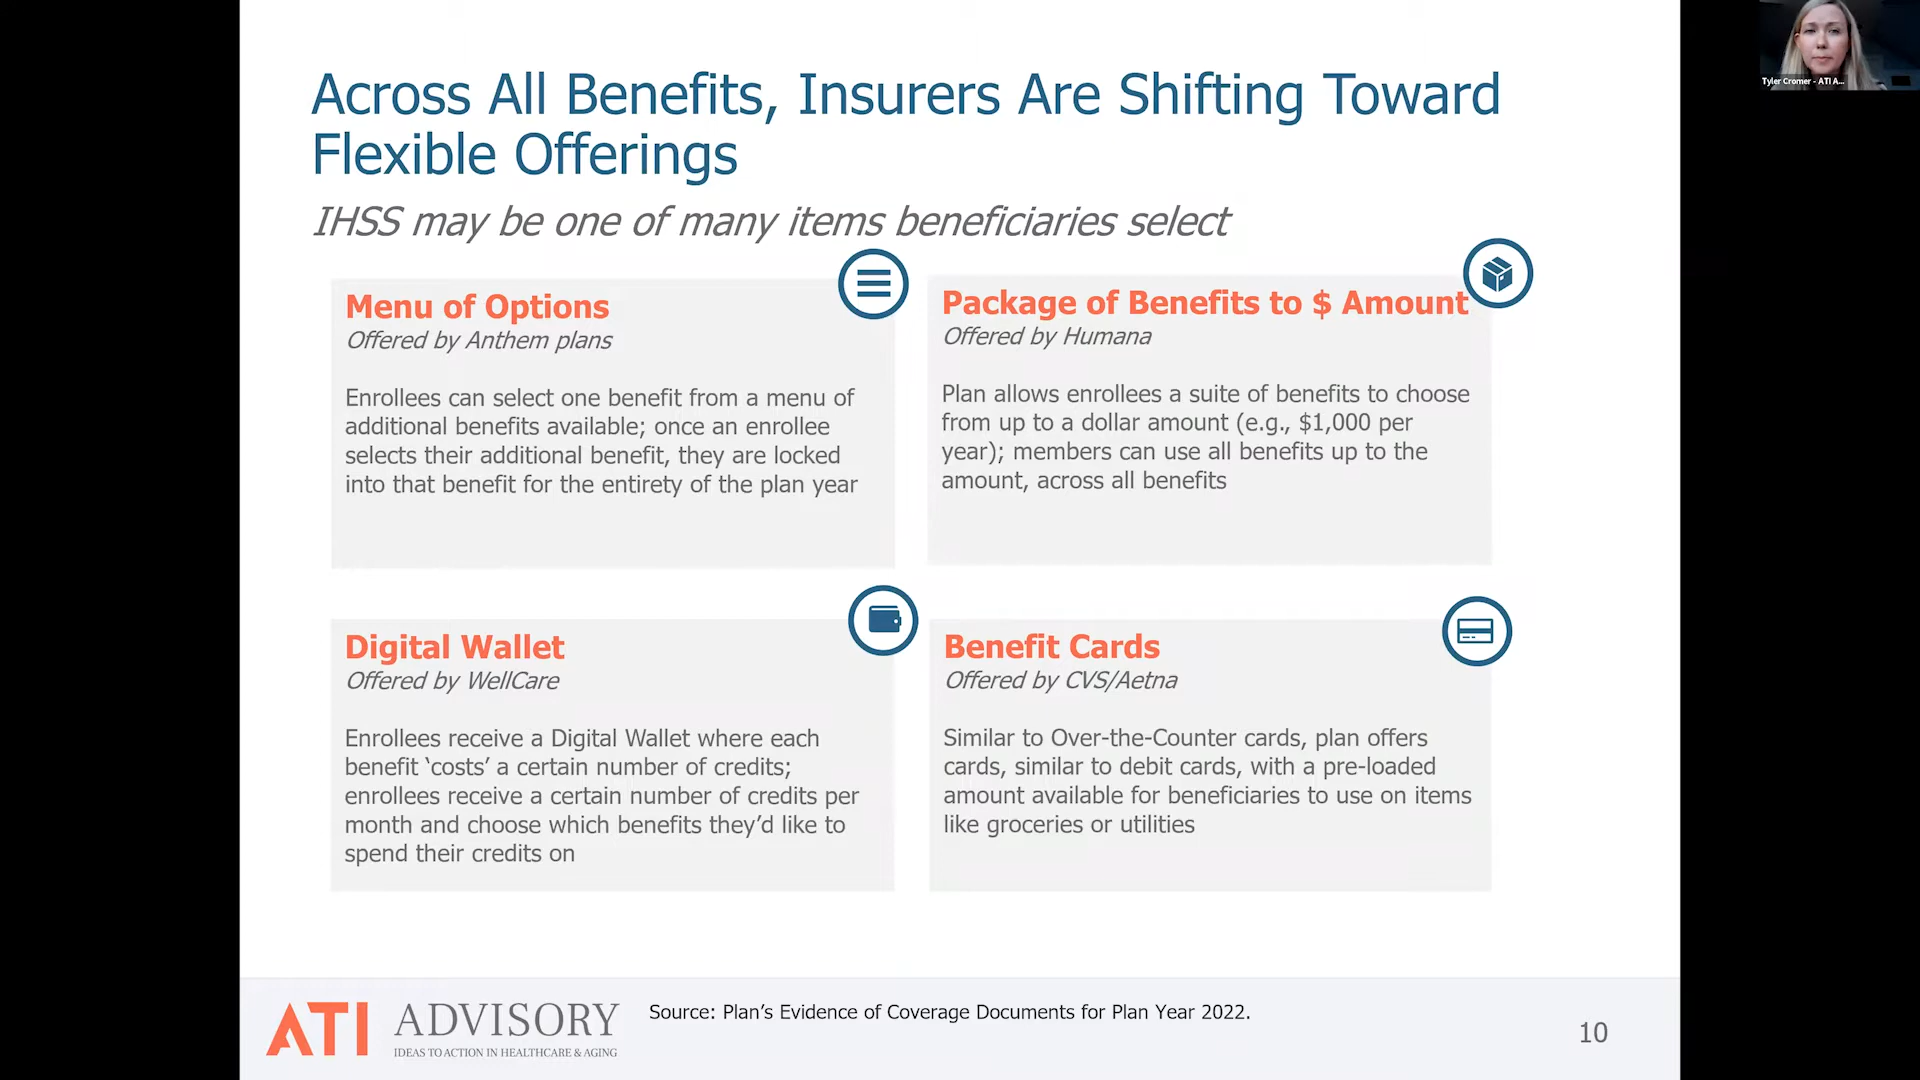 Across All Benefits, Insurers Are Shifting Toward
Flexible Offerings
IHSS may be one of many items beneficiaries select
Menu of Options
Offered by Anthem plans
Enrollees can select one benefit from a menu of
additional benefits available; once an enrollee
selects their additional benefit, they are locked
into that benefit for the entirety of the plan year
Package of Benefits to $ Amount
Offered by Humana
Plan allows enrollees a suite of benefits to choose
from up to a dollar amount (e.g., $1,000 per
year); members can use all benefits up to the
amount, across all benefits
Digital Wallet
Offered by WellCare
Enrollees receive a Digital Wallet where each
benefit ‘costs’ a certain number of credits;
enrollees receive a certain number of credits per
month and choose which benefits they’d like to
spend their credits on
Benefit Cards
Offered by CVS/Aetna
Similar to Over-the-Counter cards, plan offers
cards, similar to debit cards, with a pre-loaded
amount available for beneficiaries to use on items
like groceries or utilities
ATI ADVISORY
IDEAS TO ACTION IN HEALTHCARE & AGING
Source: Plan’s Evidence of Coverage Documents for Plan Year 2022.
10
Tyler Cromer - ATI A...